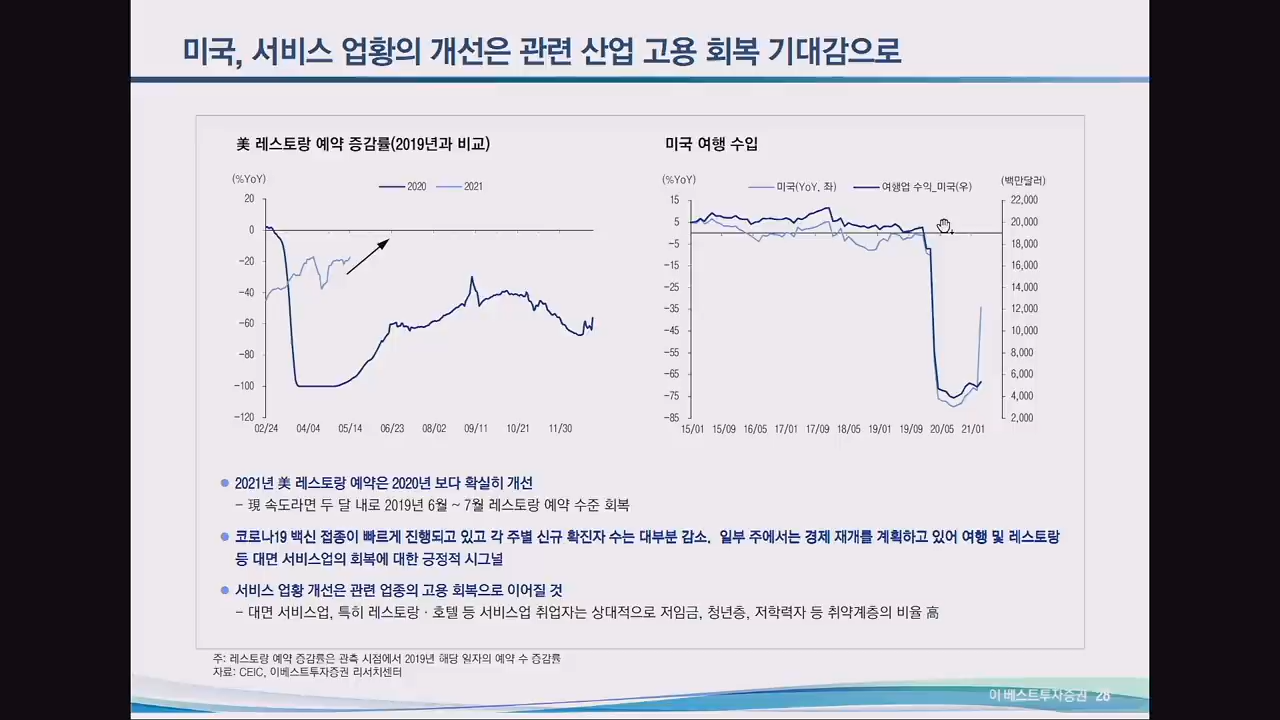 미국, 서비스 업황의 개선은 관련 산업 고용 회복 기대감으로
美 레스토랑 예약 증감률(2019년과 비교)
(%YoY)
2020
2021
20
0
-20
-40
-60
-80
-100
-120
02/24
04/04
05/14
06/23
08/02
09/11
10/21
11/30
미국 여행 수입
(%YoY)
미국(YoY, 좌)
여행업 수익_미국(우)
(백만달러)
15
5
-5
-15
-25
-35
-45
-55
-65
-75
-85
22,000
20,000
18,000
16,000
14,000
12,000
10,000
8,000
6,000
4,000
2,000
15/01
15/09
16/05
17/01
17/09
18/05
19/01
19/09
20/05
21/01
2021년 美 레스토랑 예약은 2020년 보다 확실히 개선
– 現 속도라면 두 달 내로 2019년 6월 ~ 7월 레스토랑 예약 수준 회복
코로나19 백신 접종이 빠르게 진행되고 있고 각 주별 신규 확진자 수는 대부분 감소. 일부 주에서는 경제 재개를 계획하고 있어 여행 및 레스토랑
등 대면 서비스업의 회복에 대한 긍정적 시그널
서비스 업황 개선은 관련 업종의 고용 회복으로 이어질 것
– 대면 서비스업, 특히 레스토랑 · 호텔 등 서비스업 취업자는 상대적으로 저임금, 청년층, 저학력자 등 취약계층의 비율 高
주: 레스토랑 예약 증감률은 관측 시점에서 2019년 해당 일자의 예약 수 증감률
자료: CEIC, 이베스트투자증권 리서치센터
이베스트투자증권 26